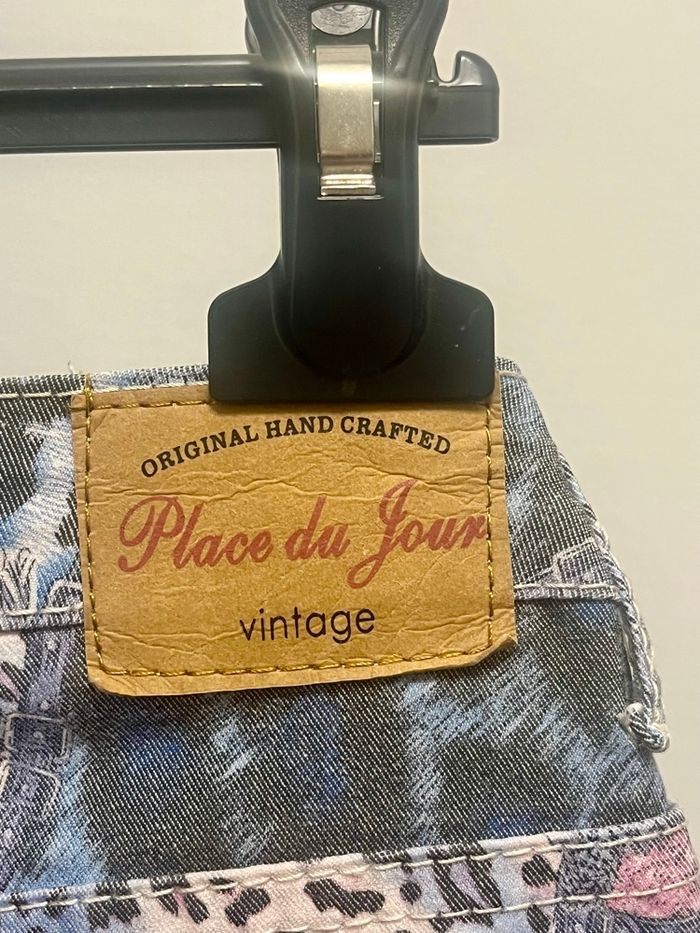 ORIGINAL HAND CRAFTED
Place du Jour
vintage